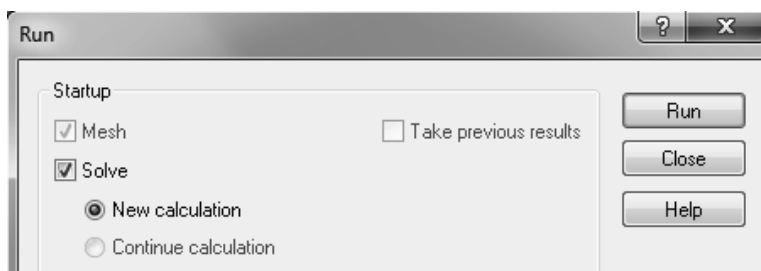 Run
? x
Startup
Mesh
Take previous results
Solve
New calculation
Continue calculation
Run
Close
Help